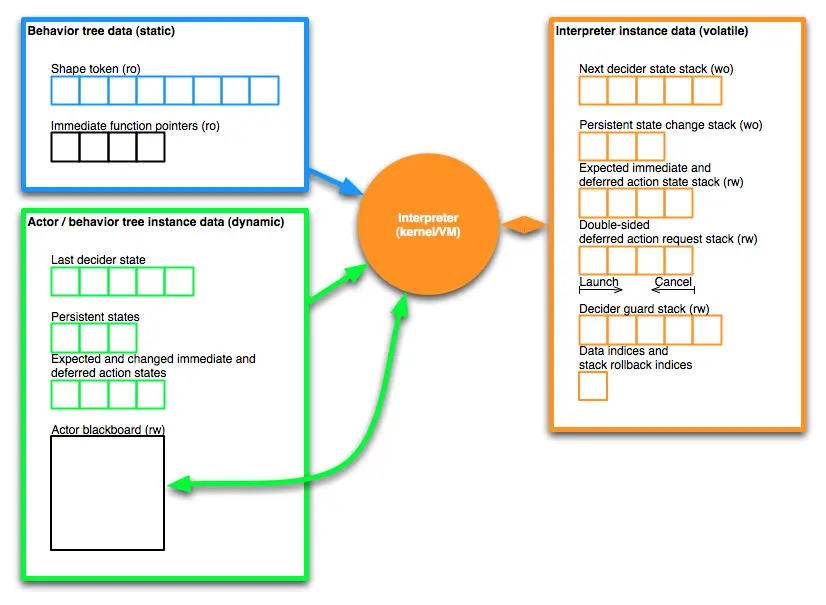 Behavior tree data (static)
Shape token (ro)
Immediate function pointers (ro)
Actor / behavior tree instance data (dynamic)
Last decider state
Persistent states
Expected and changed immediate and
deferred action states
Actor blackboard (rw)
Interpreter
(kernel/VM)
Interpreter instance data (volatile)
Next decider state stack (wo)
Persistent state change stack (wo)
Expected immediate and
deferred action state stack (rw)
Double-sided
deferred action request stack (rw)
Launch Cancel
Decider guard stack (rw)
Data indices and
stack rollback indices